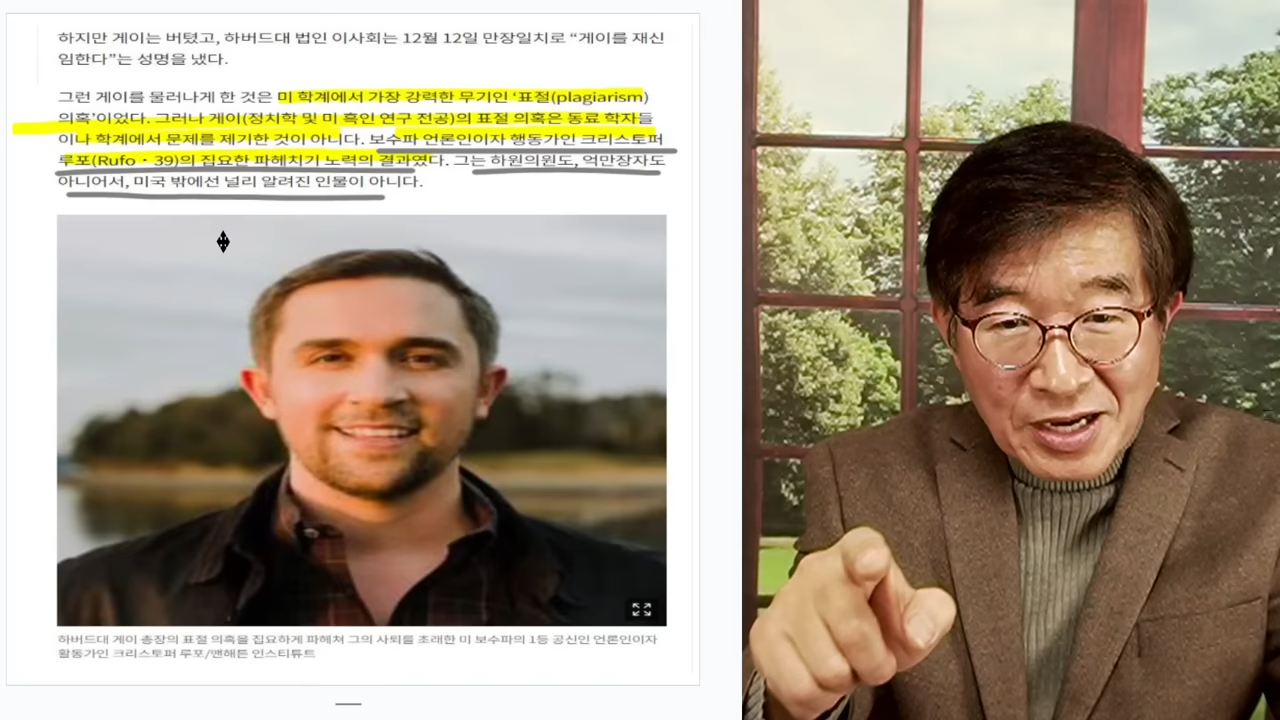 하지만 게이는 버텼고, 하버드대 법인 이사회는 12월 12일 만장일치로 “게이를 재신
임한다”는 성명을 냈다.
그런 게이를 물러나게 한 것은 미 학계에서 가장 강력한 무기인 ‘표절(plagiarism)
의혹’이었다. 그러나 게이(정치학 및 미 흑인 연구 전공)의 표절 의혹은 동료 학자들
이나 학계에서 문제를 제기한 것이 아니다. 보수파 언론인이자 행동가인 크리스토퍼
루포(Rufo·39)의 집요한 파헤치기 노력의 결과였다. 그는 하원의원도, 억만장자도
아니어서, 미국 밖에선 널리 알려진 인물이 아니다.
하버드대 게이 총장의 표절 의혹을 집요하게 파헤쳐 그의 사퇴를 초래한 미 보수파의 1등 공신인 언론인이자
활동가인 크리스토퍼 루포/맨해튼 인스티튜트